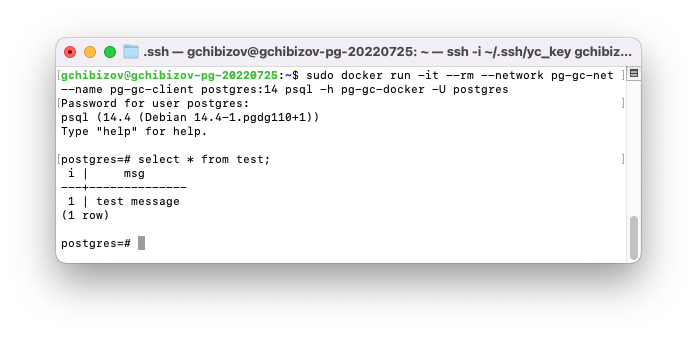 .ssh — gchibizov@gchibizov-pg-20220725: ~ — ssh -i ~/.ssh/yc_key gchibiz...
[gchibizov@gchibizov-pg-20220725:~$ sudo docker run -it --rm --network pg-gc-net ]
--name pg-gc-client postgres:14 psql -h pg-gc-docker -U postgres
[Password for user postgres: ]
psql (14.4 (Debian 14.4-1.pgdg110+1))
Type "help" for help.
[postgres=# select * from test; ]
 i |     msg
---+--------------
 1 | test message
(1 row)
postgres=#